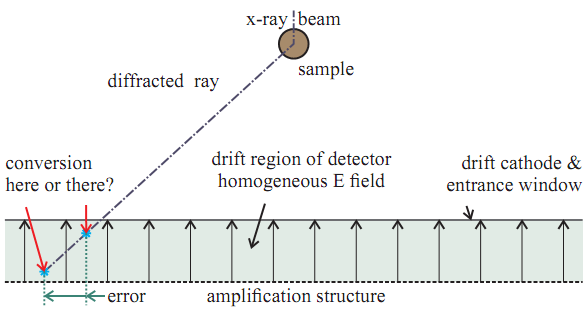 x-ray beam
sample
diffracted ray
conversion
here or there?
drift region of detector
homogeneous E field
drift cathode &
entrance window
error
amplification structure